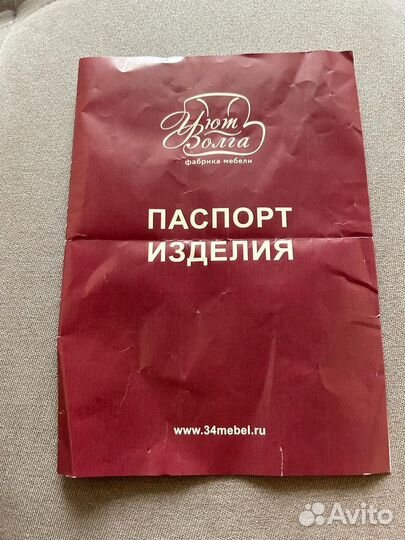 Уют
Волга
фабрика мебели
ПАСПОРТ
ИЗДЕЛИЯ
www.34mebel.ru
Avito